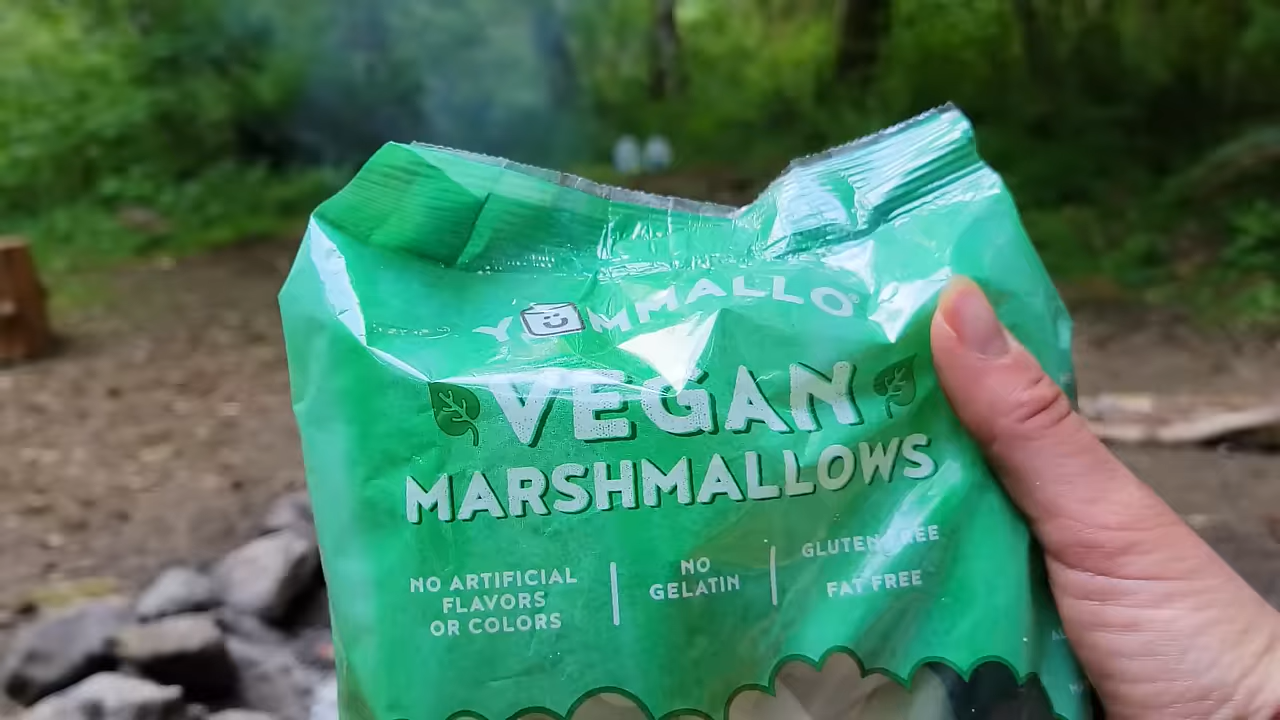 YUMMALLO®
VEGAN
MARSHMALLOWS
NO ARTIFICIAL
FLAVORS
OR COLORS
NO
GELATIN
GLUTEN FREE
FAT FREE